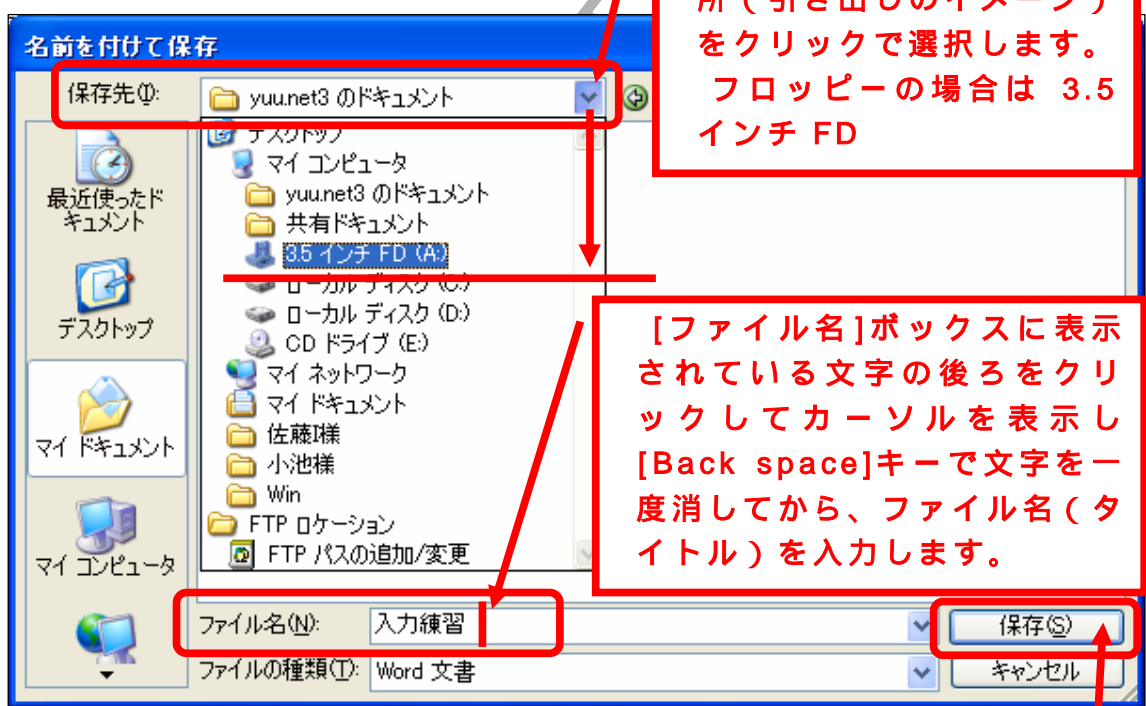 所(引き出しのイメージ)
をクリックで選択します。
フロッピーの場合は 3.5
インチ FD
名前を付けて保存
保存先(I):
yuu.net3 のドキュメント
デスクトップ
マイ コンピュータ
yuu.net3 のドキュメント
共有ドキュメント
3.5 インチ FD (A:)
ローカル ディスク (C:)
ローカル ディスク (D:)
CD ドライブ (E:)
マイ ネットワーク
マイ ドキュメント
佐藤I様
小池様
Win
FTP ロケーション
FTP パスの追加/変更
最近使ったド
キュメント
デスクトップ
マイ ドキュメント
マイ コンピュータ
[ファイル名]ボックスに表示
されている文字の後ろをクリ
ックしてカーソルを表示し
[Back space]キーで文字を一
度消してから、ファイル名(タ
イトル)を入力します。
ファイル名(N):
入力練習
保存(S)
ファイルの種類(T):
Word 文書
キャンセル